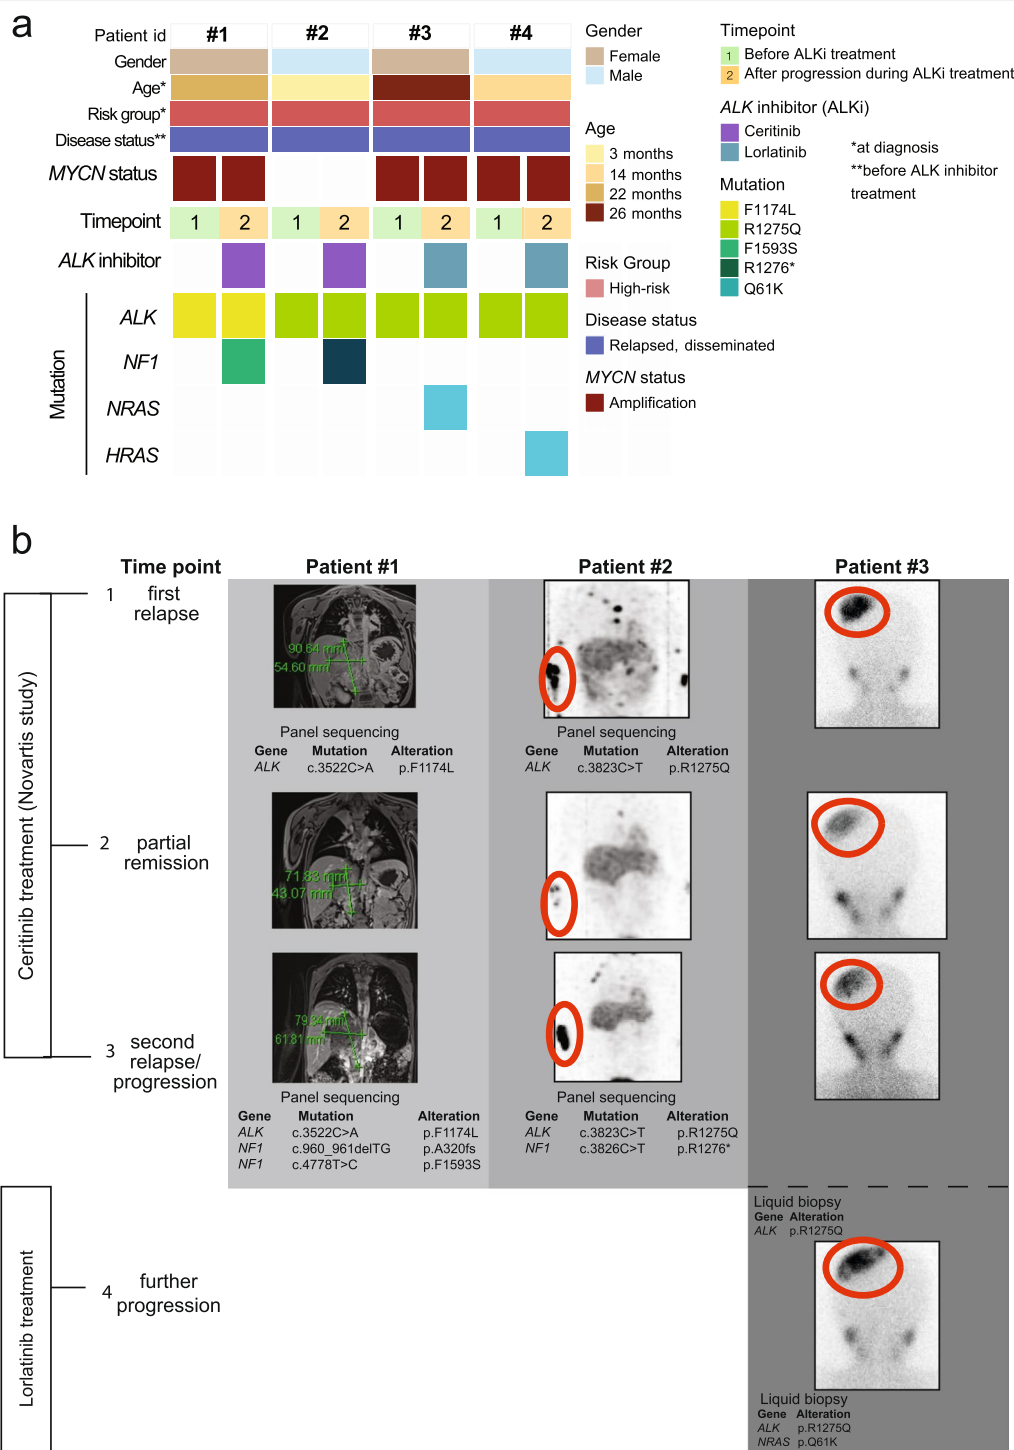 a
Patient id #1 #2 #3 #4
Gender
Age*
Risk group*
Disease status**
MYCN status
Timepoint 1 2 1 2 1 2 1 2
ALK inhibitor
Mutation
ALK
NF1
NRAS
HRAS
Gender
Female
Male
Age
3 months
14 months
22 months
26 months
Risk Group
High-risk
Disease status
Relapsed, disseminated
MYCN status
Amplification
Timepoint
1 Before ALKi treatment
2 After progression during ALKi treatment
ALK inhibitor (ALKi)
Ceritinib
Lorlatinib
*at diagnosis
**before ALK inhibitor
treatment
Mutation
F1174L
R1275Q
F1593S
R1276*
Q61K
b
Time point Patient #1 Patient #2 Patient #3
Ceritinib treatment (Novartis study)
1 first
relapse
90.64 mm
54.60 mm
Panel sequencing
Gene Mutation Alteration
ALK c.3522C>A p.F1174L
Panel sequencing
Gene Mutation Alteration
ALK c.3823C>T p.R1275Q
2 partial
remission
71.83 mm
43.07 mm
3 second
relapse/
progression
79.34 mm
61.81 mm
Panel sequencing
Gene Mutation Alteration
ALK c.3522C>A p.F1174L
NF1 c.960_961delTG p.A320fs
NF1 c.4778T>C p.F1593S
Panel sequencing
Gene Mutation Alteration
ALK c.3823C>T p.R1275Q
NF1 c.3826C>T p.R1276*
Lorlatinib treatment
4 further
progression
Liquid biopsy
Gene Alteration
ALK p.R1275Q
Liquid biopsy
Gene Alteration
ALK p.R1275Q
NRAS p.Q61K